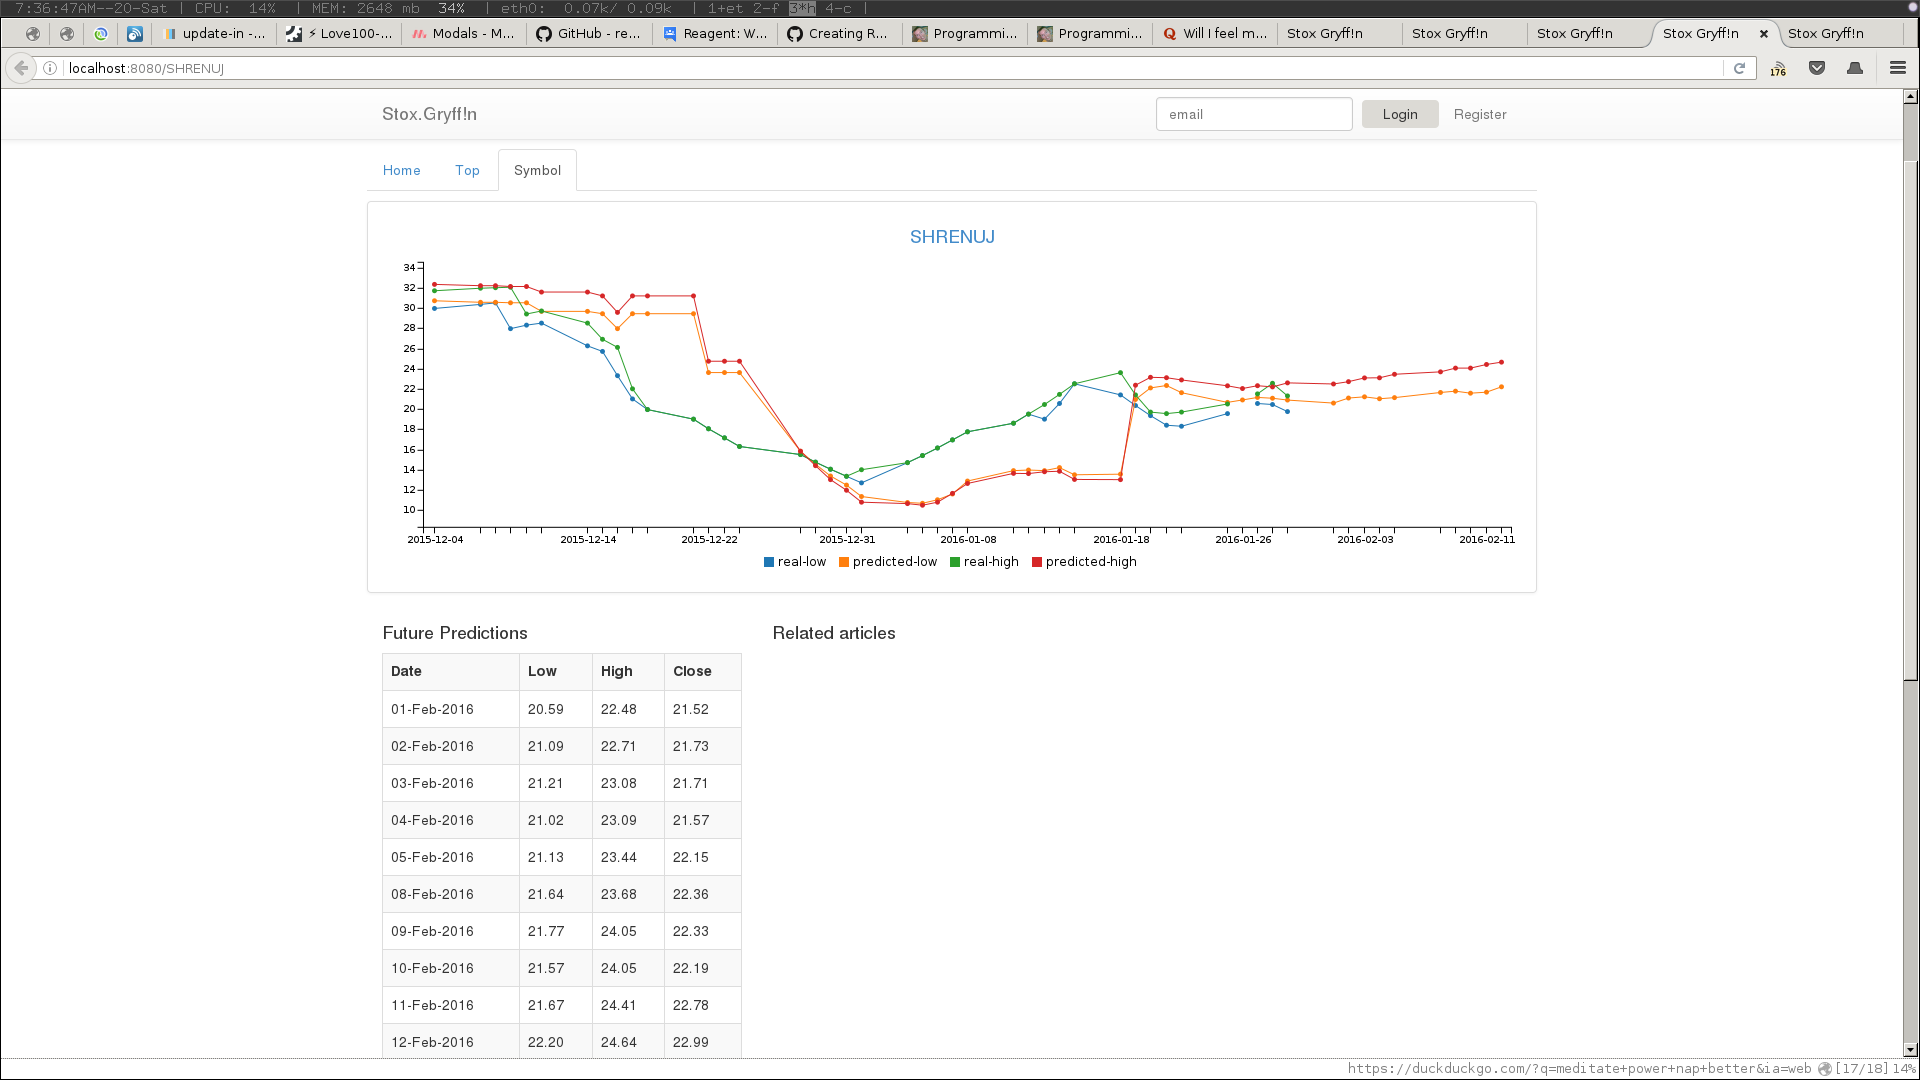 7:36:47AM--20-Sat | CPU: 14% | MEM: 2648 mb 34% | eth0: 0.07k/ 0.09k | 1+et 2-f 3*h 4-c |
update-in -... ⚡ Love100-... Modals - M... GitHub - re... Reagent: W... Creating R... Programmi... Programmi... Will I feel m... Stox Gryff!n Stox Gryff!n Stox Gryff!n Stox Gryff!n × Stox Gryff!n
localhost:8080/SHRENUJ 176
Stox.Gryff!n email Login Register
Home Top Symbol
SHRENUJ
34
32
30
28
26
24
22
20
18
16
14
12
10
2015-12-04 2015-12-14 2015-12-22 2015-12-31 2016-01-08 2016-01-18 2016-01-26 2016-02-03 2016-02-11
real-low predicted-low real-high predicted-high
Future Predictions Related articles
Date Low High Close
01-Feb-2016 20.59 22.48 21.52
02-Feb-2016 21.09 22.71 21.73
03-Feb-2016 21.21 23.08 21.71
04-Feb-2016 21.02 23.09 21.57
05-Feb-2016 21.13 23.44 22.15
08-Feb-2016 21.64 23.68 22.36
09-Feb-2016 21.77 24.05 22.33
10-Feb-2016 21.57 24.05 22.19
11-Feb-2016 21.67 24.41 22.78
12-Feb-2016 22.20 24.64 22.99
https://duckduckgo.com/?q=meditate+power+nap+better&ia=web [17/18] 14%